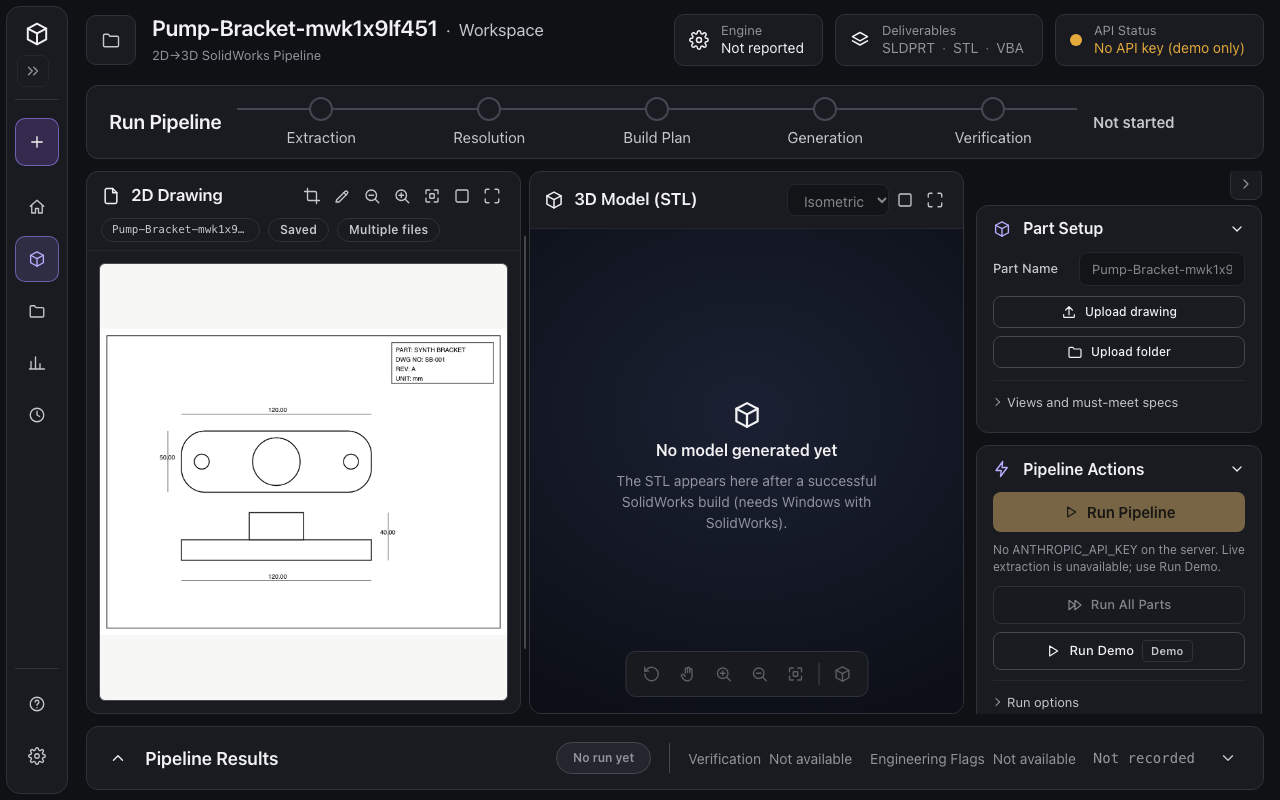 Pump-Bracket-mwk1x9lf451 · Workspace
2D→3D SolidWorks Pipeline
Engine
Not reported
Deliverables
SLDPRT · STL · VBA
API Status
No API key (demo only)
Run Pipeline
Extraction
Resolution
Build Plan
Generation
Verification
Not started
2D Drawing
Pump-Bracket-mwk1x9…
Saved
Multiple files
PART: SYNTH BRACKET
DWG NO: SB-001
REV: A
UNIT: mm
120.00
50.00
40.00
120.00
3D Model (STL)
Isometric
No model generated yet
The STL appears here after a successful
SolidWorks build (needs Windows with
SolidWorks).
Part Setup
Part Name
Pump-Bracket-mwk1x9
Upload drawing
Upload folder
Views and must-meet specs
Pipeline Actions
Run Pipeline
No ANTHROPIC_API_KEY on the server. Live
extraction is unavailable; use Run Demo.
Run All Parts
Run Demo Demo
Run options
Pipeline Results
No run yet
Verification Not available
Engineering Flags Not available
Not recorded